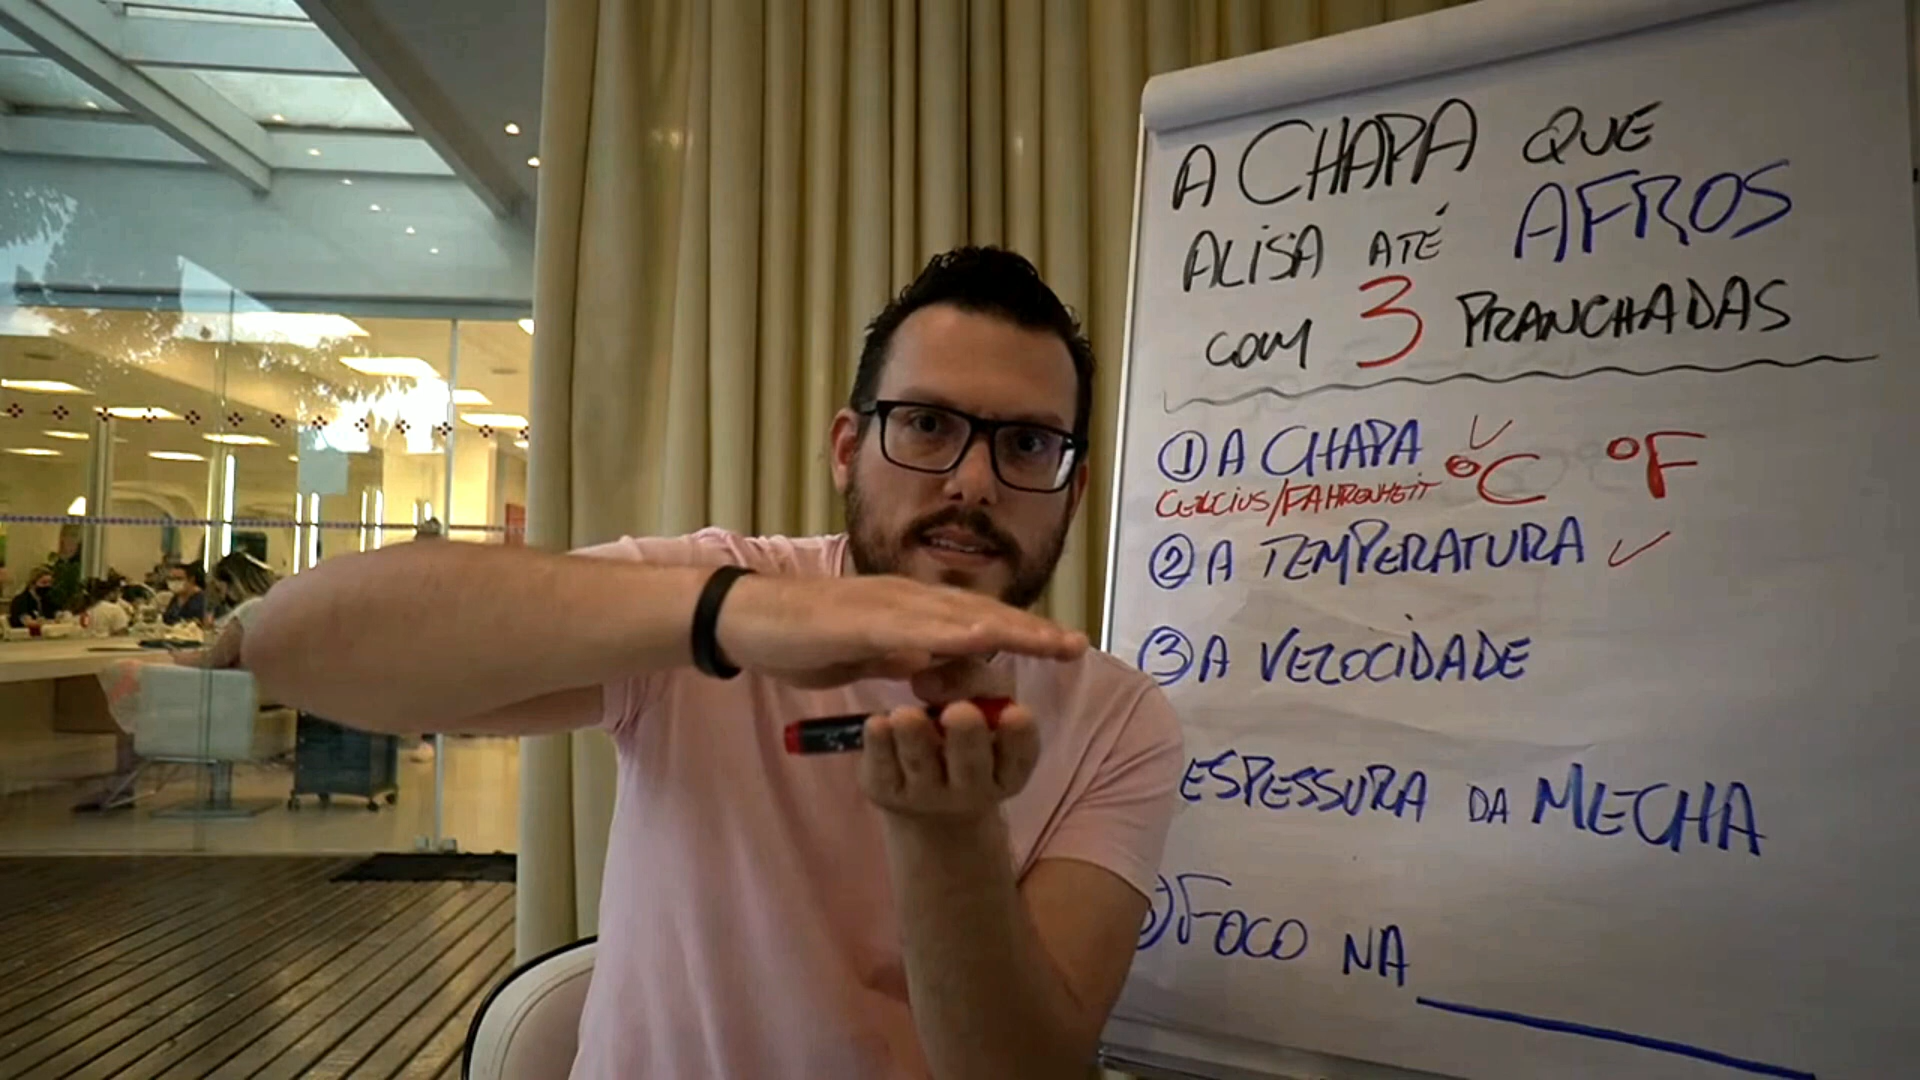 A CHAPA QUE
ALISA ATÉ AFROS
COM 3 PRANCHADAS
1 A CHAPA °C °F
CELCIUS/FAHRENHEIT
2 A TEMPERATURA
3 A VELOCIDADE
ESPESSURA DA MECHA
) FOCO NA